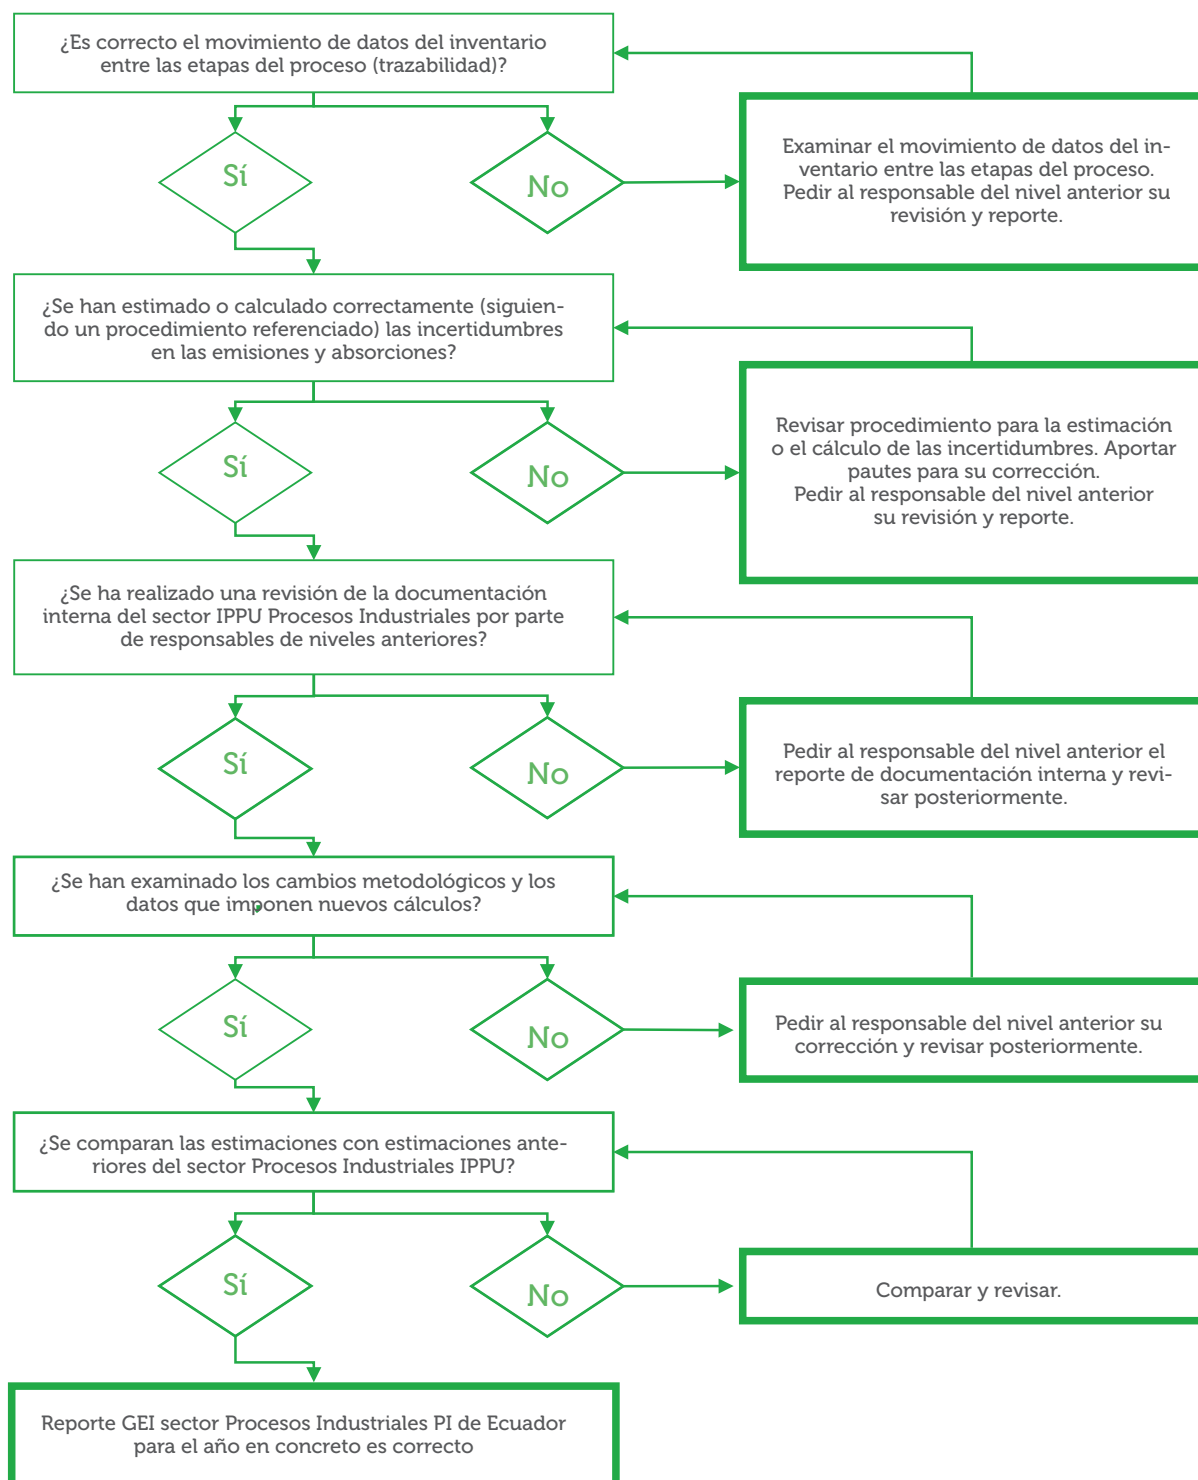 ¿Es correcto el movimiento de datos del inventario
entre las etapas del proceso (trazabilidad)?
Sí
No
Examinar el movimiento de datos del in-
ventario entre las etapas del proceso.
Pedir al responsable del nivel anterior su
revisión y reporte.
¿Se han estimado o calculado correctamente (siguien-
do un procedimiento referenciado) las incertidumbres
en las emisiones y absorciones?
Sí
No
Revisar procedimiento para la estimación
o el cálculo de las incertidumbres. Aportar
pautes para su corrección.
Pedir al responsable del nivel anterior
su revisión y reporte.
¿Se ha realizado una revisión de la documentación
interna del sector IPPU Procesos Industriales por parte
de responsables de niveles anteriores?
Sí
No
Pedir al responsable del nivel anterior el
reporte de documentación interna y revi-
sar posteriormente.
¿Se han examinado los cambios metodológicos y los
datos que imponen nuevos cálculos?
Sí
No
Pedir al responsable del nivel anterior su
corrección y revisar posteriormente.
¿Se comparan las estimaciones con estimaciones ante-
riores del sector Procesos Industriales IPPU?
Sí
No
Comparar y revisar.
Reporte GEI sector Procesos Industriales PI de Ecuador
para el año en concreto es correcto